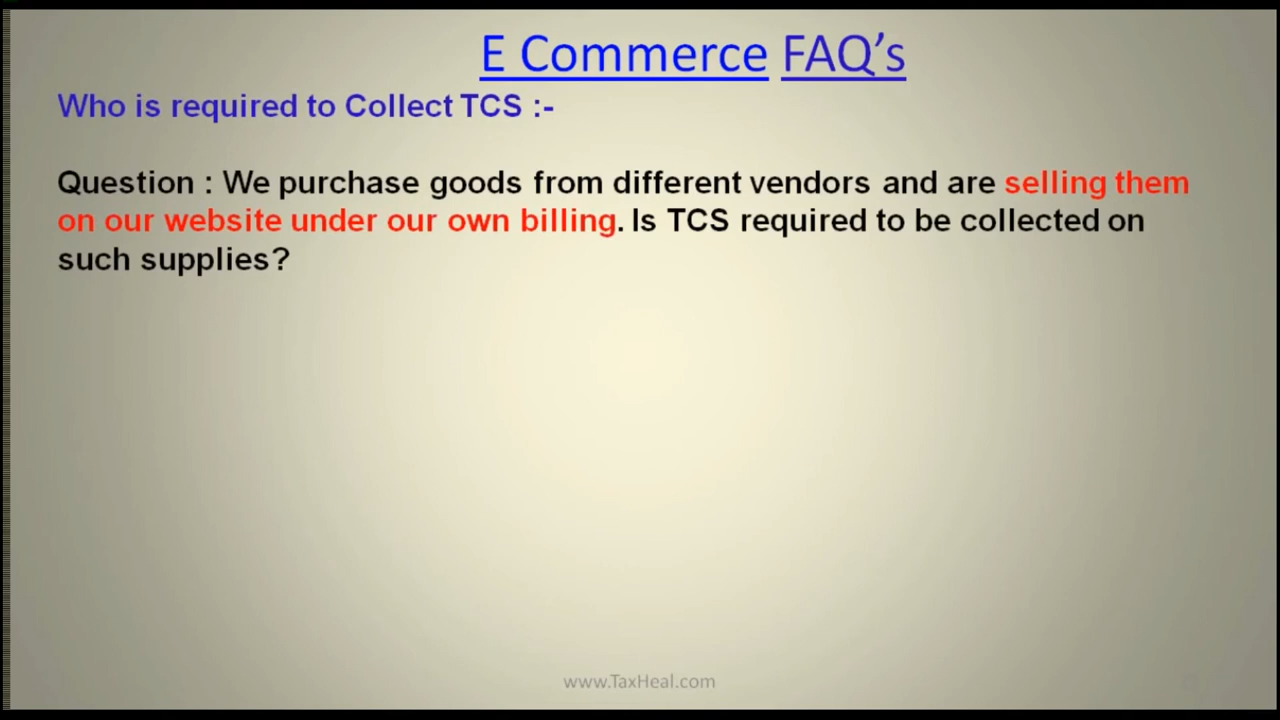 E Commerce FAQ's
Who is required to Collect TCS :-
Question : We purchase goods from different vendors and are selling them
on our website under our own billing. Is TCS required to be collected on
such supplies?
www.TaxHeal.com